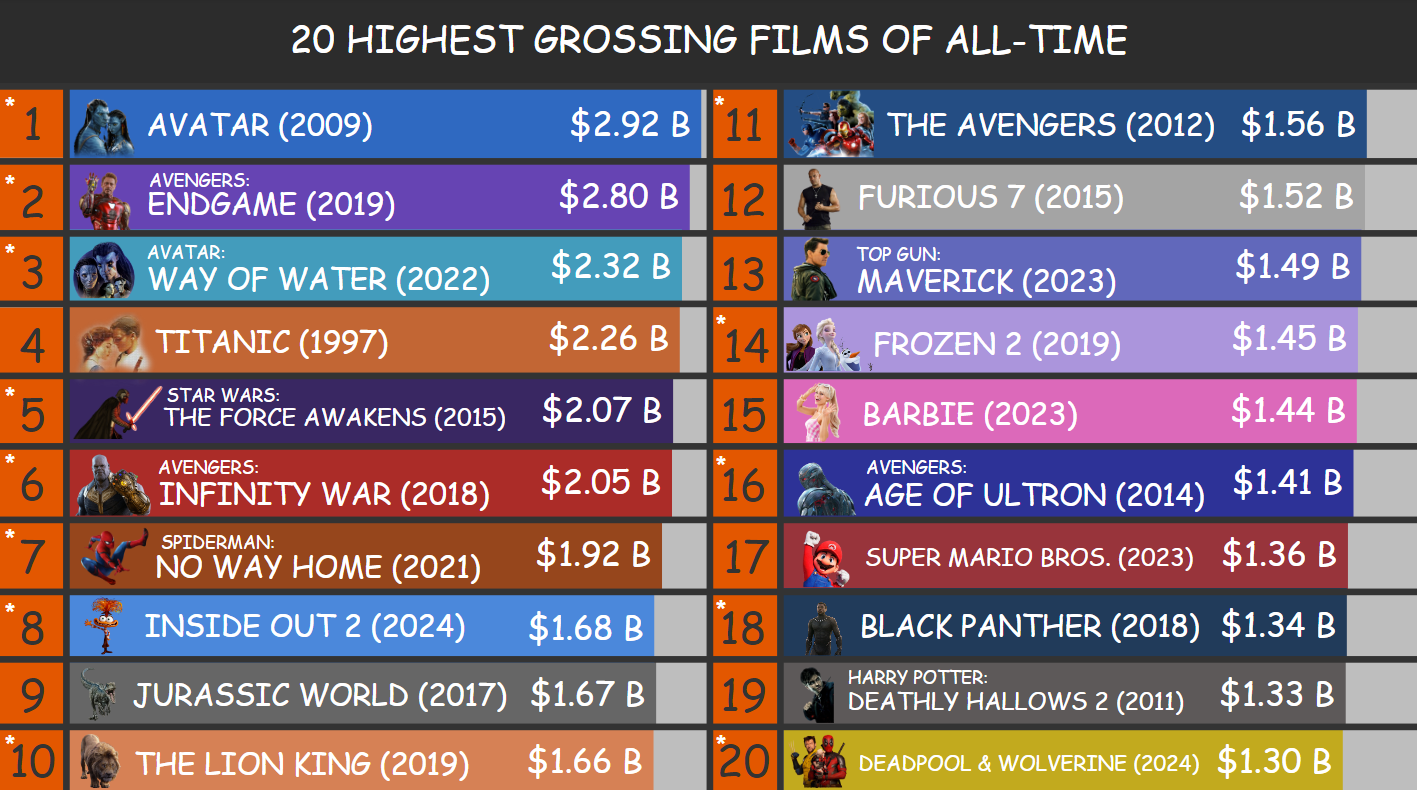 20 HIGHEST GROSSING FILMS OF ALL-TIME
* 1 AVATAR (2009) $2.92 B
* 2 AVENGERS:
ENDGAME (2019) $2.80 B
* 3 AVATAR:
WAY OF WATER (2022) $2.32 B
4 TITANIC (1997) $2.26 B
* 5 STAR WARS:
THE FORCE AWAKENS (2015) $2.07 B
* 6 AVENGERS:
INFINITY WAR (2018) $2.05 B
* 7 SPIDERMAN:
NO WAY HOME (2021) $1.92 B
* 8 INSIDE OUT 2 (2024) $1.68 B
9 JURASSIC WORLD (2017) $1.67 B
* 10 THE LION KING (2019) $1.66 B
* 11 THE AVENGERS (2012) $1.56 B
12 FURIOUS 7 (2015) $1.52 B
13 TOP GUN:
MAVERICK (2023) $1.49 B
* 14 FROZEN 2 (2019) $1.45 B
15 BARBIE (2023) $1.44 B
* 16 AVENGERS:
AGE OF ULTRON (2014) $1.41 B
17 SUPER MARIO BROS. (2023) $1.36 B
* 18 BLACK PANTHER (2018) $1.34 B
19 HARRY POTTER:
DEATHLY HALLOWS 2 (2011) $1.33 B
* 20 DEADPOOL & WOLVERINE (2024) $1.30 B